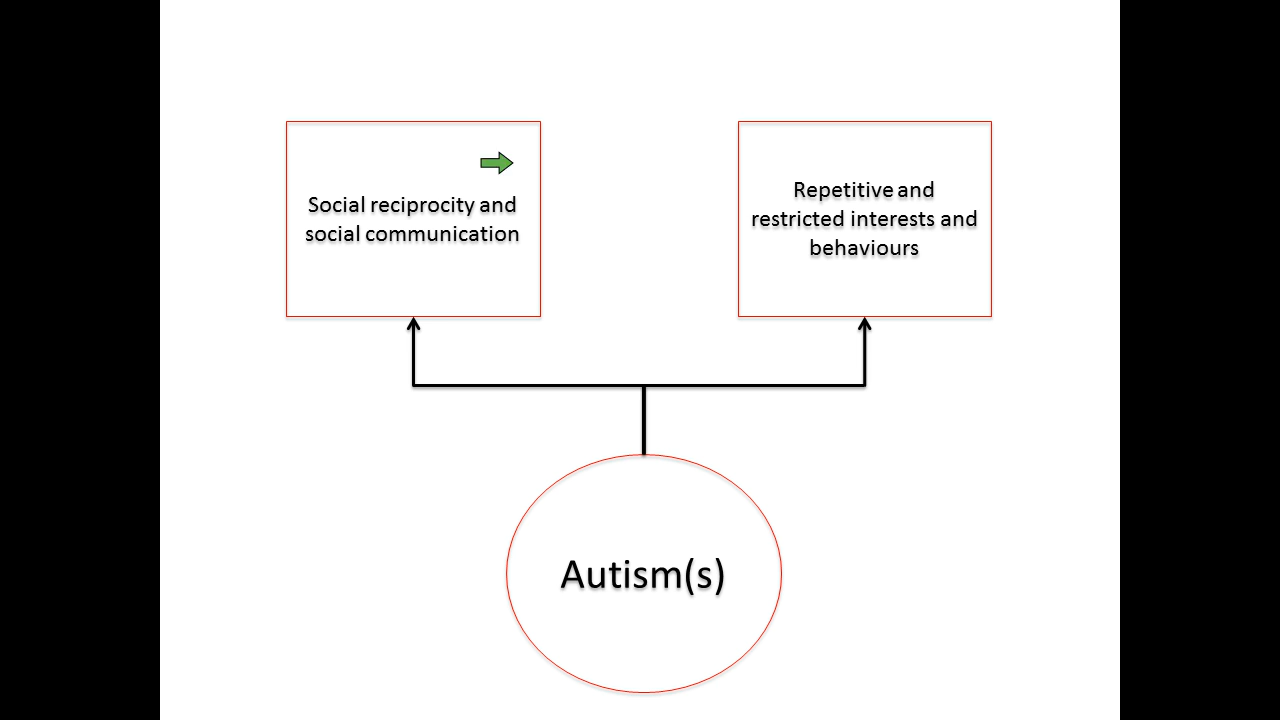 Social reciprocity and
social communication
Repetitive and
restricted interests and
behaviours
Autism(s)